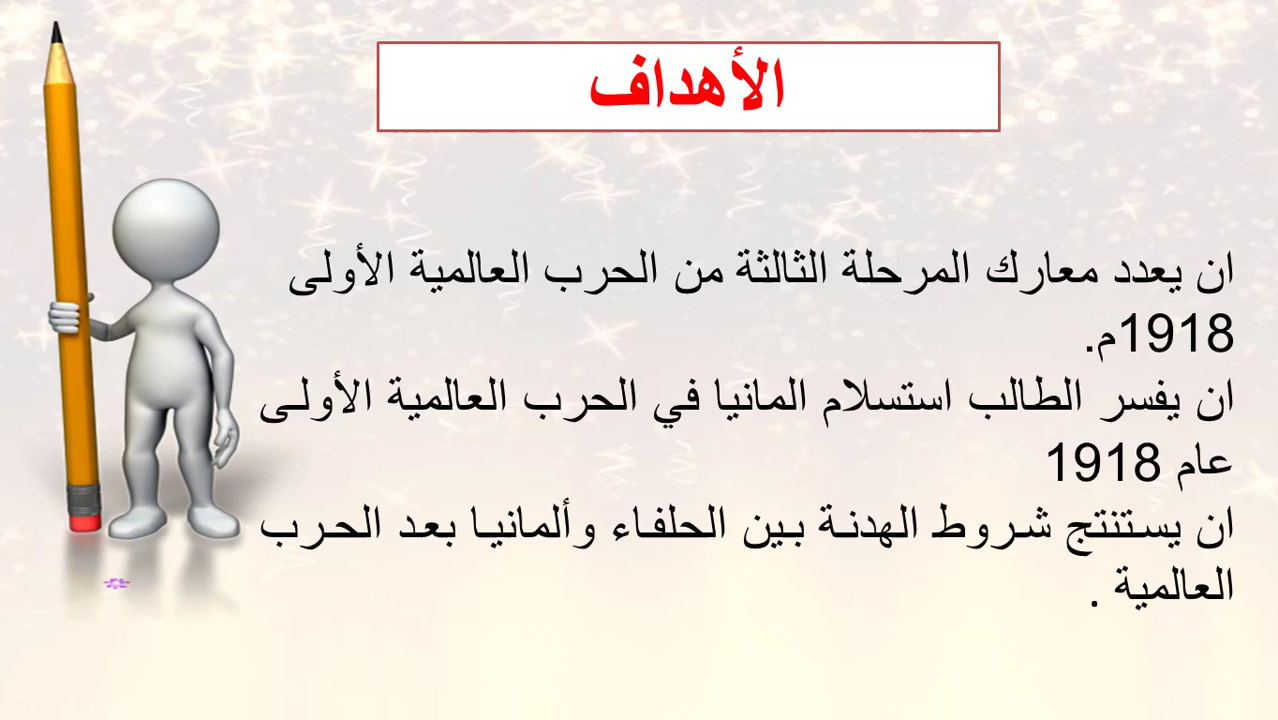 الأهداف
ان يعدد معارك المرحلة الثالثة من الحرب العالمية الأولى
1918م.
ان يفسر الطالب استسلام المانيا في الحرب العالمية الأولى
عام 1918
ان يستنتج شروط الهدنة بين الحلفاء وألمانيا بعد الحرب
العالمية .